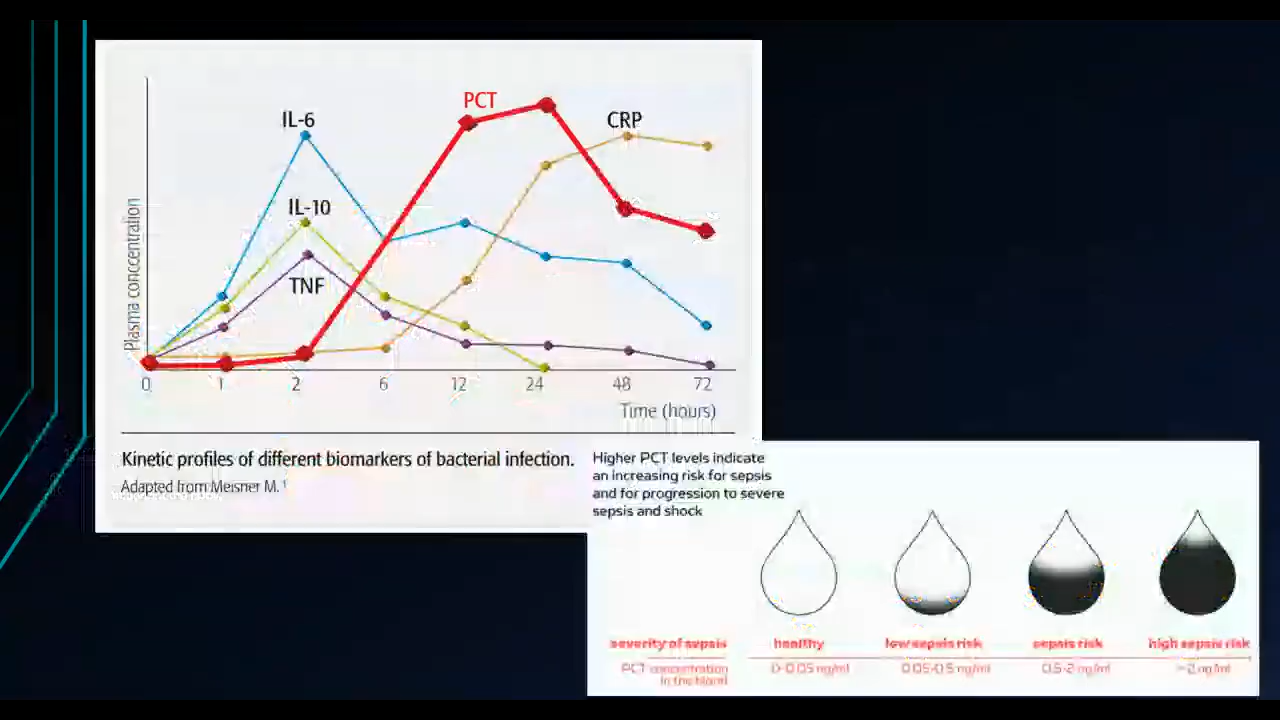 PCT
IL-6
CRP
IL-10
TNF
Plasma conccentration
0 1 2 6 12 24 48 72
Time (hours)
Kinetic profiles of different biomarkers of bacterial infection.
Adapted from Meisner M.¹
Higher PCT levels indicate
an increasing risk for sepsis
and for progression to severe
sepsis and shock
severity of sepsis healthy low sepsis risk sepsis risk high sepsis risk
PCT concentration 0-0.05 ng/ml 0.05-0.5 ng/ml 0.5-2 ng/ml >2 ng/ml
in the blood